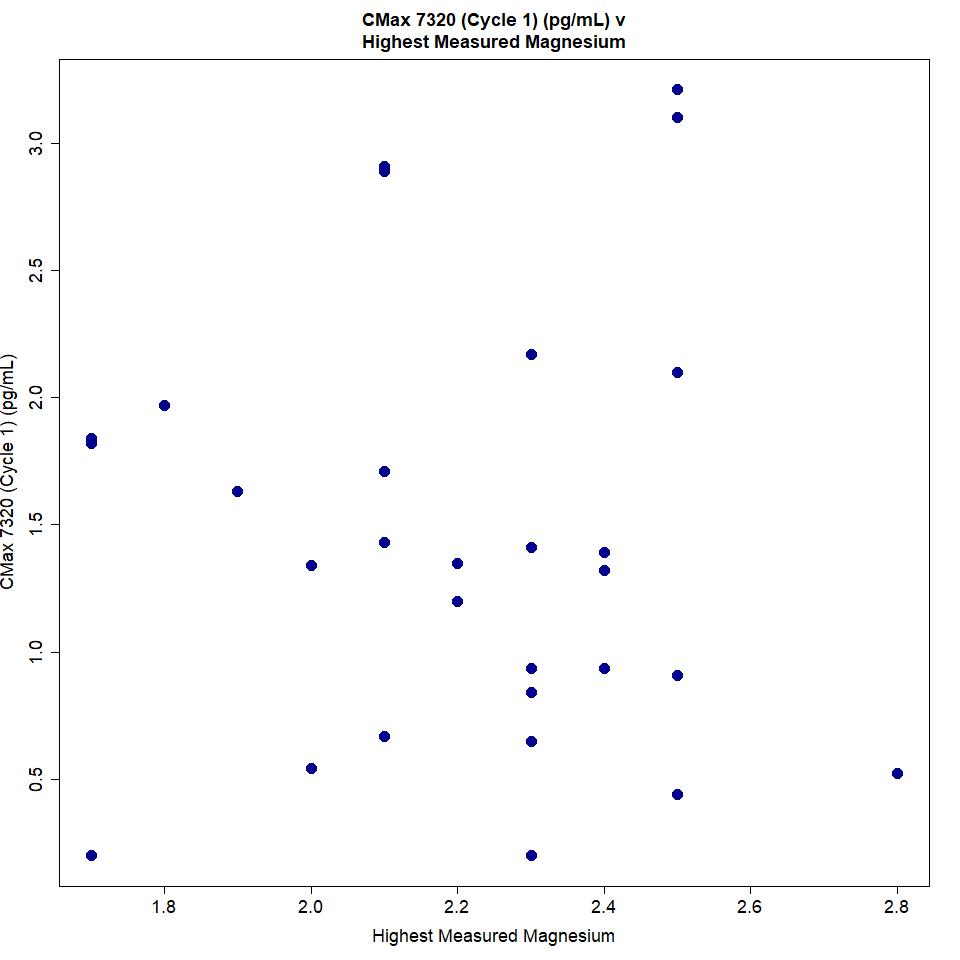 CMax 7320 (Cycle 1) (pg/mL) v
Highest Measured Magnesium
CMax 7320 (Cycle 1) (pg/mL)
3.0
2.5
2.0
1.5
1.0
0.5
1.8 2.0 2.2 2.4 2.6 2.8
Highest Measured Magnesium